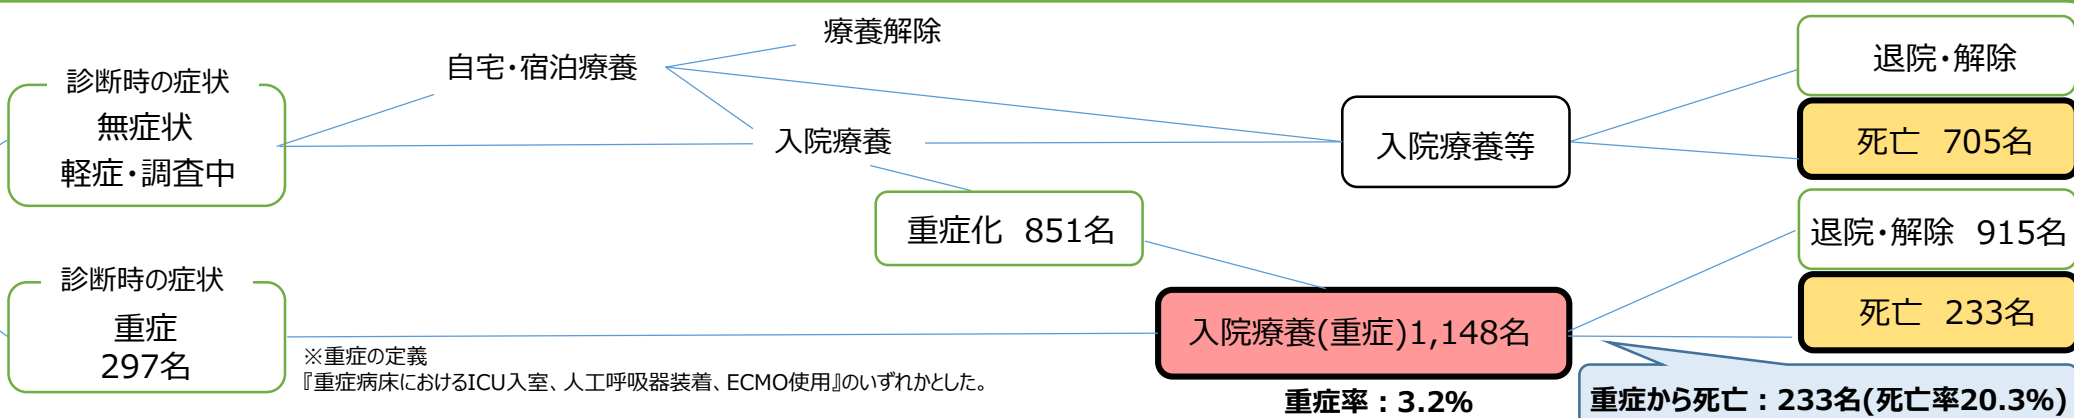 療養解除
自宅・宿泊療養
退院・解除
診断時の症状
無症状
軽症・調査中
入院療養
入院療養等
死亡 705名
重症化 851名
退院・解除 915名
診断時の症状
重症
297名
入院療養(重症)1,148名
死亡 233名
※重症の定義
『重症病床におけるICU入室、人工呼吸器装着、ECMO使用』のいずれかとした。
重症率：3.2%
重症から死亡：233名(死亡率20.3%)